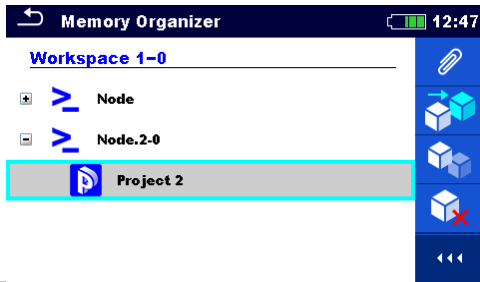 Memory Organizer
12:47
Workspace 1-0
Node
Node.2-0
Project 2